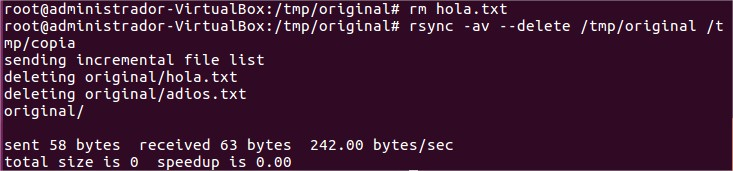 root@administrador-VirtualBox:/tmp/original# rm hola.txt
root@administrador-VirtualBox:/tmp/original# rsync -av --delete /tmp/original /t
mp/copia
sending incremental file list
deleting original/hola.txt
deleting original/adios.txt
original/
sent 58 bytes  received 63 bytes  242.00 bytes/sec
total size is 0  speedup is 0.00